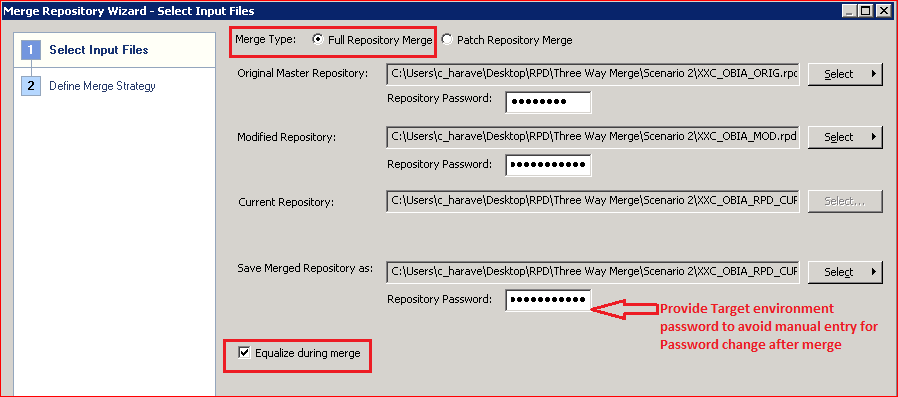 Merge Repository Wizard - Select Input Files
1 Select Input Files
2 Define Merge Strategy
Merge Type: Full Repository Merge Patch Repository Merge
Original Master Repository: C:\Users\c_harave\Desktop\RPD\Three Way Merge\Scenario 2\XXC_OBIA_ORIG.rpd Select
Repository Password: ●●●●●●●●
Modified Repository: C:\Users\c_harave\Desktop\RPD\Three Way Merge\Scenario 2\XXC_OBIA_MOD.rpd Select
Repository Password: ●●●●●●●●●●●
Current Repository: C:\Users\c_harave\Desktop\RPD\Three Way Merge\Scenario 2\XXC_OBIA_RPD_CUR Select...
Save Merged Repository as: C:\Users\c_harave\Desktop\RPD\Three Way Merge\Scenario 2\XXC_OBIA_RPD_CUR Select
Repository Password: ●●●●●●●●●●●
Provide Target environment
password to avoid manual entry for
Password change after merge
Equalize during merge